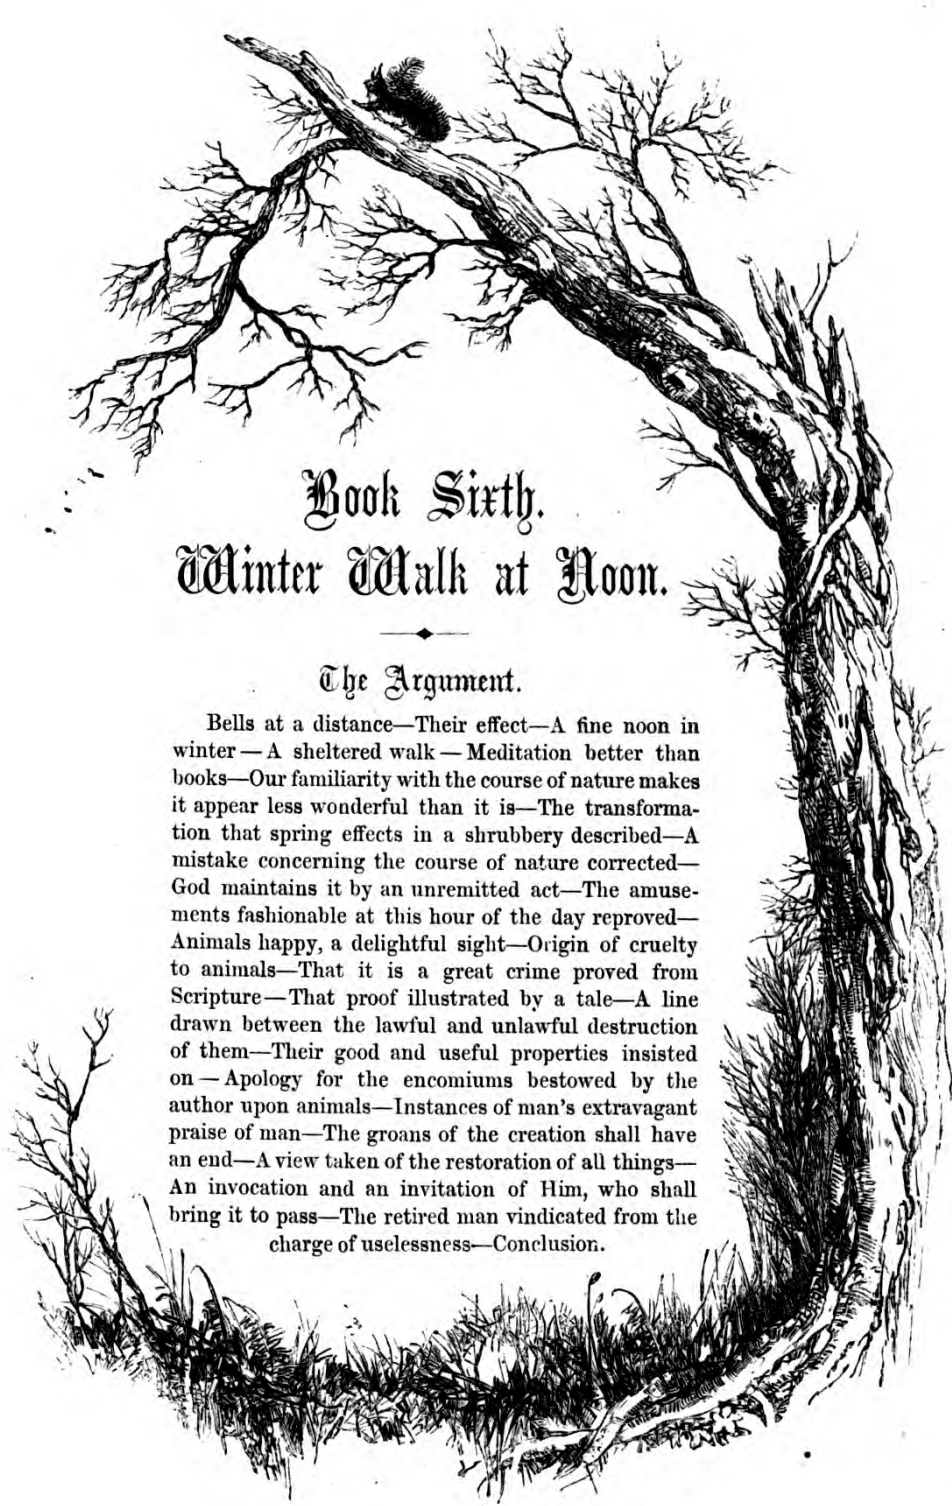 Book Sixth.
Winter Walk at Noon.
The Argument.
Bells at a distance—Their effect—A fine noon in
winter—A sheltered walk—Meditation better than
books—Our familiarity with the course of nature makes
it appear less wonderful than it is—The transforma-
tion that spring effects in a shrubbery described—A
mistake concerning the course of nature corrected—
God maintains it by an unremitted act—The amuse-
ments fashionable at this hour of the day reproved—
Animals happy, a delightful sight—Origin of cruelty
to animals—That it is a great crime proved from
Scripture—That proof illustrated by a tale—A line
drawn between the lawful and unlawful destruction
of them—Their good and useful properties insisted
on—Apology for the encomiums bestowed by the
author upon animals—Instances of man's extravagant
praise of man—The groans of the creation shall have
an end—A view taken of the restoration of all things—
An invocation and an invitation of Him, who shall
bring it to pass—The retired man vindicated from the
charge of uselessness—Conclusion.